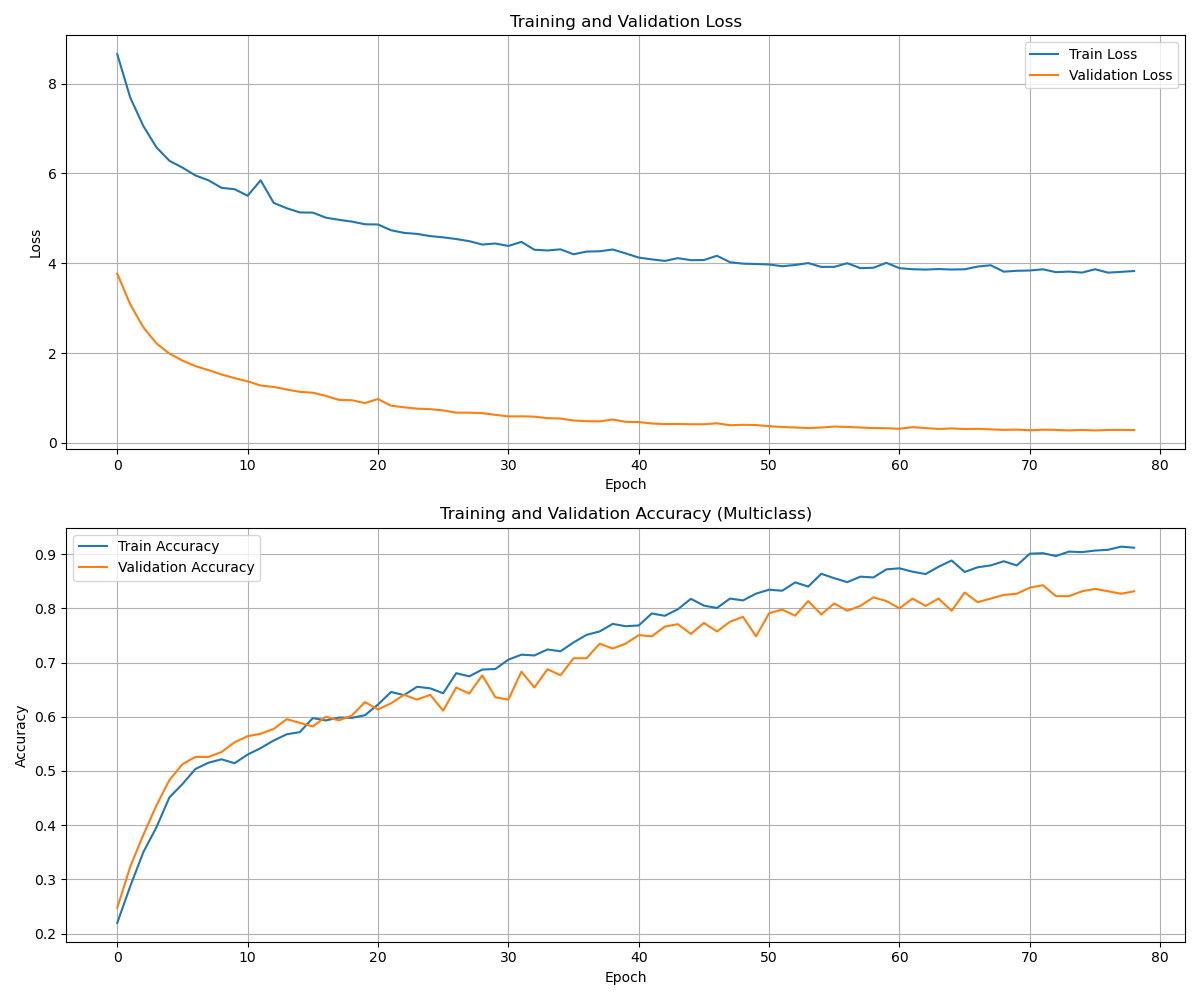 Training and Validation Loss
Loss
8
6
4
2
0
Train Loss
Validation Loss
0 10 20 30 40 50 60 70 80
Epoch
Training and Validation Accuracy (Multiclass)
Accuracy
0.9
0.8
0.7
0.6
0.5
0.4
0.3
0.2
Train Accuracy
Validation Accuracy
0 10 20 30 40 50 60 70 80
Epoch